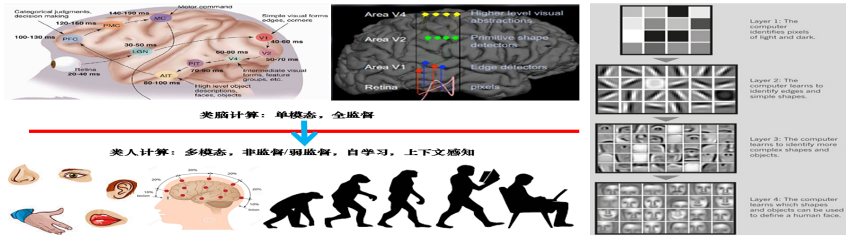 Categorical judgments,
decision making
140-190 ms
Motor command
120-160 ms
PMC
MC
Simple visual forms
edges, corners
100-130 ms
PFC
30-50 ms
LGN
V1
40-60 ms
V2
50-70 ms
V4
PIT
Retina
20-40 ms
AIT
80-100 ms
Intermediate visual
forms, feature
groups, etc.
High level object
descriptions,
faces, objects
Area V4
Higher level visual
abstractions
Area V2
Primitive shape
detectors
Area V1
Edge detectors
Retina
pixels
类脑计算：单模态，全监督
类人计算：多模态，非监督/弱监督，自学习，上下文感知
20%
20%
20%
Layer 1: The
computer
identifies pixels
of light and dark.
Layer 2: The
computer learns to
identify edges and
simple shapes.
Layer 3: The computer
learns to identify more
complex shapes and
objects.
Layer 4: The computer
learns which shapes
and objects can be used
to define a human face.